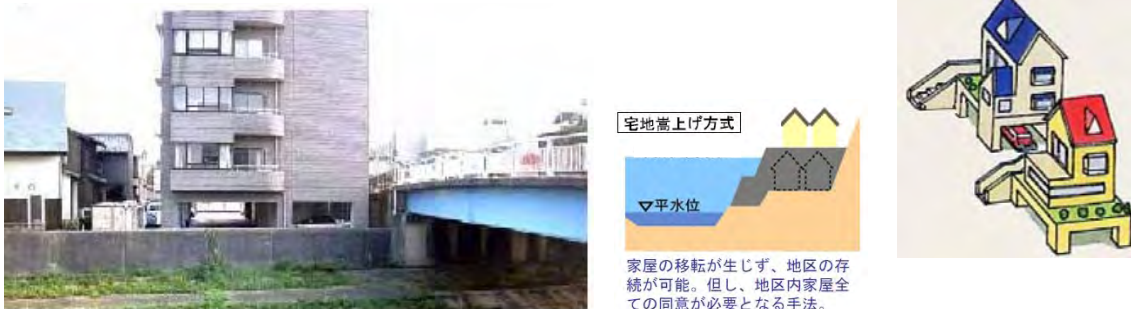 宅地嵩上げ方式
▽平水位
家屋の移転が生じず、地区の存
続が可能。但し、地区内家屋全
ての同意が必要となる手法。